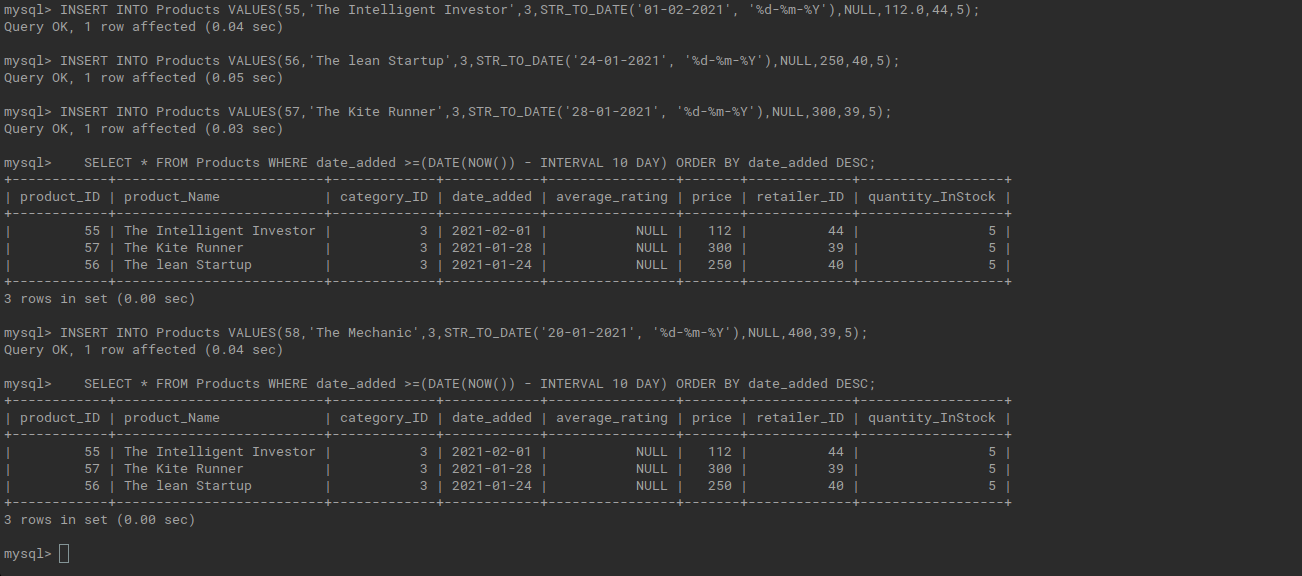 mysql> INSERT INTO Products VALUES(55,'The Intelligent Investor',3,STR_TO_DATE('01-02-2021', '%d-%m-%Y'),NULL,112.0,44,5);
Query OK, 1 row affected (0.04 sec)

mysql> INSERT INTO Products VALUES(56,'The lean Startup',3,STR_TO_DATE('24-01-2021', '%d-%m-%Y'),NULL,250,40,5);
Query OK, 1 row affected (0.05 sec)

mysql> INSERT INTO Products VALUES(57,'The Kite Runner',3,STR_TO_DATE('28-01-2021', '%d-%m-%Y'),NULL,300,39,5);
Query OK, 1 row affected (0.03 sec)

mysql>    SELECT * FROM Products WHERE date_added >=(DATE(NOW()) - INTERVAL 10 DAY) ORDER BY date_added DESC;
+------------+--------------------------+-------------+------------+----------------+-------+-------------+------------------+
| product_ID | product_Name             | category_ID | date_added | average_rating | price | retailer_ID | quantity_InStock |
+------------+--------------------------+-------------+------------+----------------+-------+-------------+------------------+
|         55 | The Intelligent Investor |           3 | 2021-02-01 |           NULL |   112 |          44 |                5 |
|         57 | The Kite Runner          |           3 | 2021-01-28 |           NULL |   300 |          39 |                5 |
|         56 | The lean Startup         |           3 | 2021-01-24 |           NULL |   250 |          40 |                5 |
+------------+--------------------------+-------------+------------+----------------+-------+-------------+------------------+
3 rows in set (0.00 sec)

mysql> INSERT INTO Products VALUES(58,'The Mechanic',3,STR_TO_DATE('20-01-2021', '%d-%m-%Y'),NULL,400,39,5);
Query OK, 1 row affected (0.04 sec)

mysql>    SELECT * FROM Products WHERE date_added >=(DATE(NOW()) - INTERVAL 10 DAY) ORDER BY date_added DESC;
+------------+--------------------------+-------------+------------+----------------+-------+-------------+------------------+
| product_ID | product_Name             | category_ID | date_added | average_rating | price | retailer_ID | quantity_InStock |
+------------+--------------------------+-------------+------------+----------------+-------+-------------+------------------+
|         55 | The Intelligent Investor |           3 | 2021-02-01 |           NULL |   112 |          44 |                5 |
|         57 | The Kite Runner          |           3 | 2021-01-28 |           NULL |   300 |          39 |                5 |
|         56 | The lean Startup         |           3 | 2021-01-24 |           NULL |   250 |          40 |                5 |
+------------+--------------------------+-------------+------------+----------------+-------+-------------+------------------+
3 rows in set (0.00 sec)

mysql>